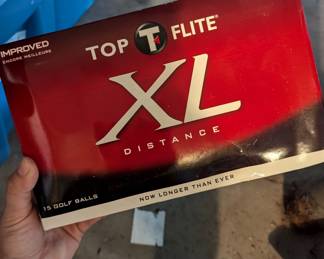 IMPROVED
ENCORE MEILLEURE
TOP T FLITE
XL
DISTANCE
15 GOLF BALLS
NOW LONGER THAN EVER